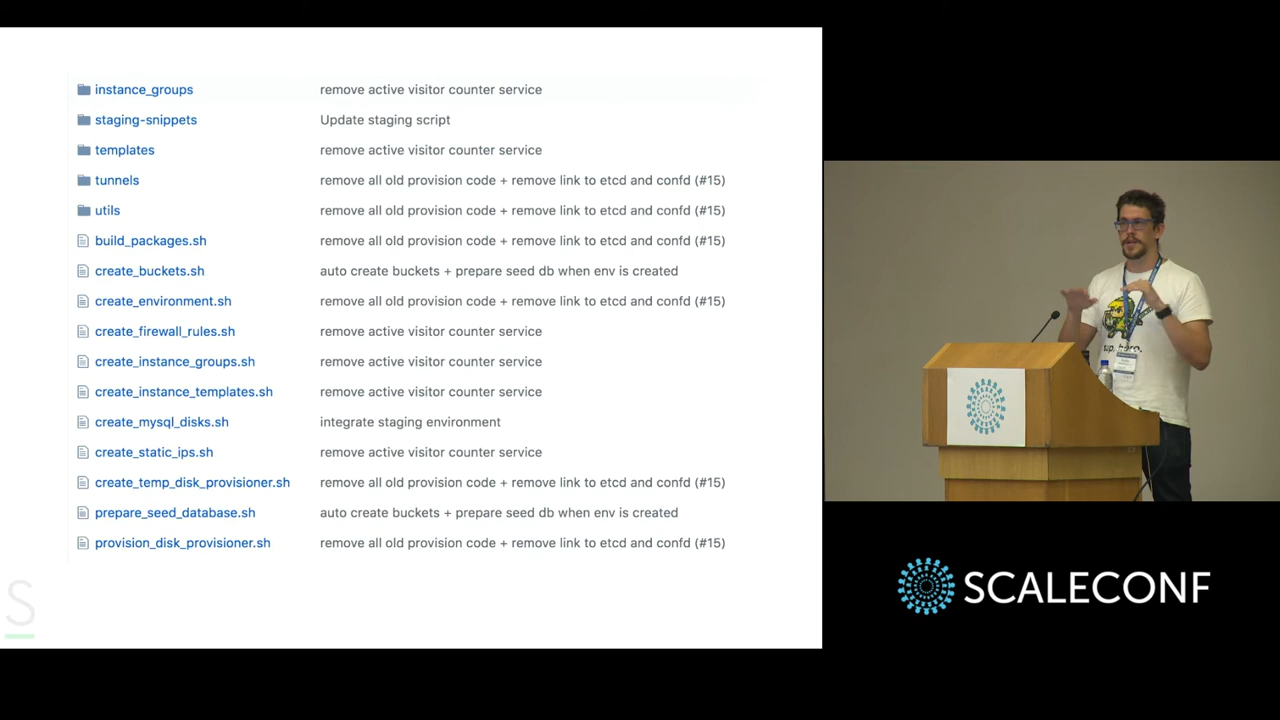 instance_groups remove active visitor counter service
staging-snippets Update staging script
templates remove active visitor counter service
tunnels remove all old provision code + remove link to etcd and confd (#15)
utils remove all old provision code + remove link to etcd and confd (#15)
build_packages.sh remove all old provision code + remove link to etcd and confd (#15)
create_buckets.sh auto create buckets + prepare seed db when env is created
create_environment.sh remove all old provision code + remove link to etcd and confd (#15)
create_firewall_rules.sh remove active visitor counter service
create_instance_groups.sh remove active visitor counter service
create_instance_templates.sh remove active visitor counter service
create_mysql_disks.sh integrate staging environment
create_static_ips.sh remove active visitor counter service
create_temp_disk_provisioner.sh remove all old provision code + remove link to etcd and confd (#15)
prepare_seed_database.sh auto create buckets + prepare seed db when env is created
provision_disk_provisioner.sh remove all old provision code + remove link to etcd and confd (#15)
S
sup, hero.
SCALECONF